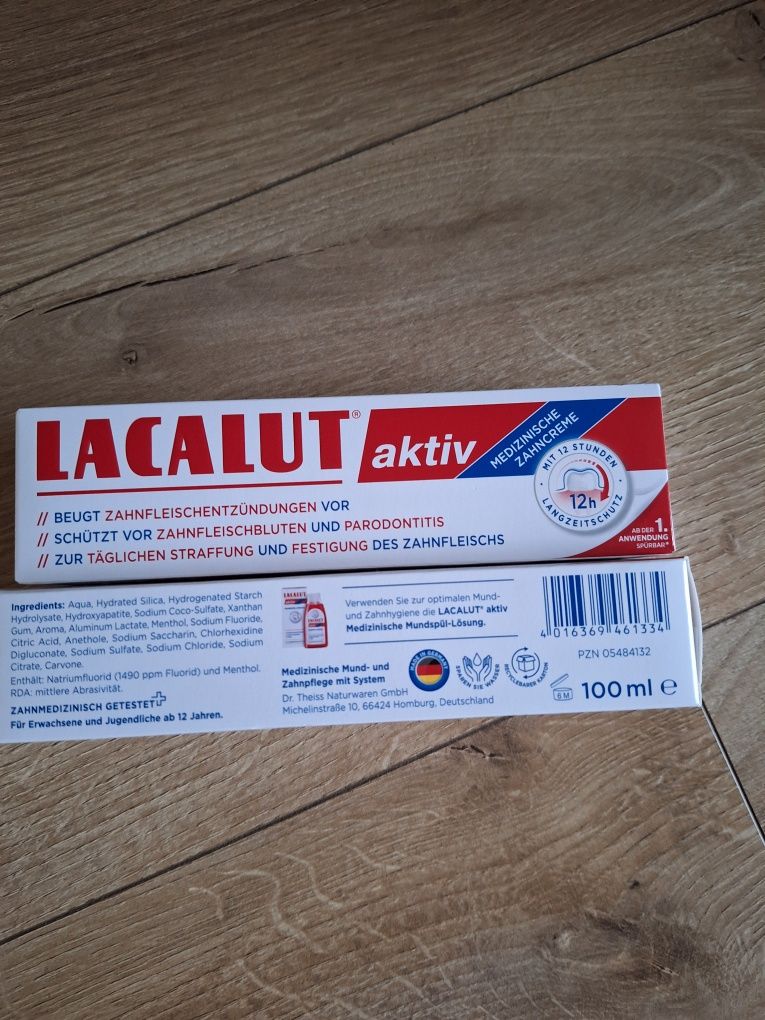 LACALUT® aktiv
MEDIZINISCHE
ZAHNCREME
MIT 12 STUNDEN
12h
LANGZEITSCHUTZ
// BEUGT ZAHNFLEISCHENTZÜNDUNGEN VOR
// SCHÜTZT VOR ZAHNFLEISCHBLUTEN UND PARODONTITIS
// ZUR TÄGLICHEN STRAFFUNG UND FESTIGUNG DES ZAHNFLEISCHS
AB DER 1.
ANWENDUNG
SPÜRBAR*
Ingredients: Aqua, Hydrated Silica, Hydrogenated Starch
Hydrolysate, Hydroxyapatite, Sodium Coco-Sulfate, Xanthan
Gum, Aroma, Aluminum Lactate, Menthol, Sodium Fluoride,
Citric Acid, Anethole, Sodium Saccharin, Chlorhexidine
Digluconate, Sodium Sulfate, Sodium Chloride, Sodium
Citrate, Carvone.
Enthält: Natriumfluorid (1490 ppm Fluorid) und Menthol.
RDA: mittlere Abrasivität.
ZAHNMEDIZINISCH GETESTET
Für Erwachsene und Jugendliche ab 12 Jahren.
Verwenden Sie zur optimalen Mund-
und Zahnhygiene die LACALUT® aktiv
Medizinische Mundspül-Lösung.
Medizinische Mund- und
Zahnpflege mit System
Dr. Theiss Naturwaren GmbH
Michelinstraße 10, 66424 Homburg, Deutschland
MADE IN GERMANY
SPAREN SIE WASSER
RECYCLEBARER KARTON
4 016369 461334
PZN 05484132
6 M
100 ml ℮